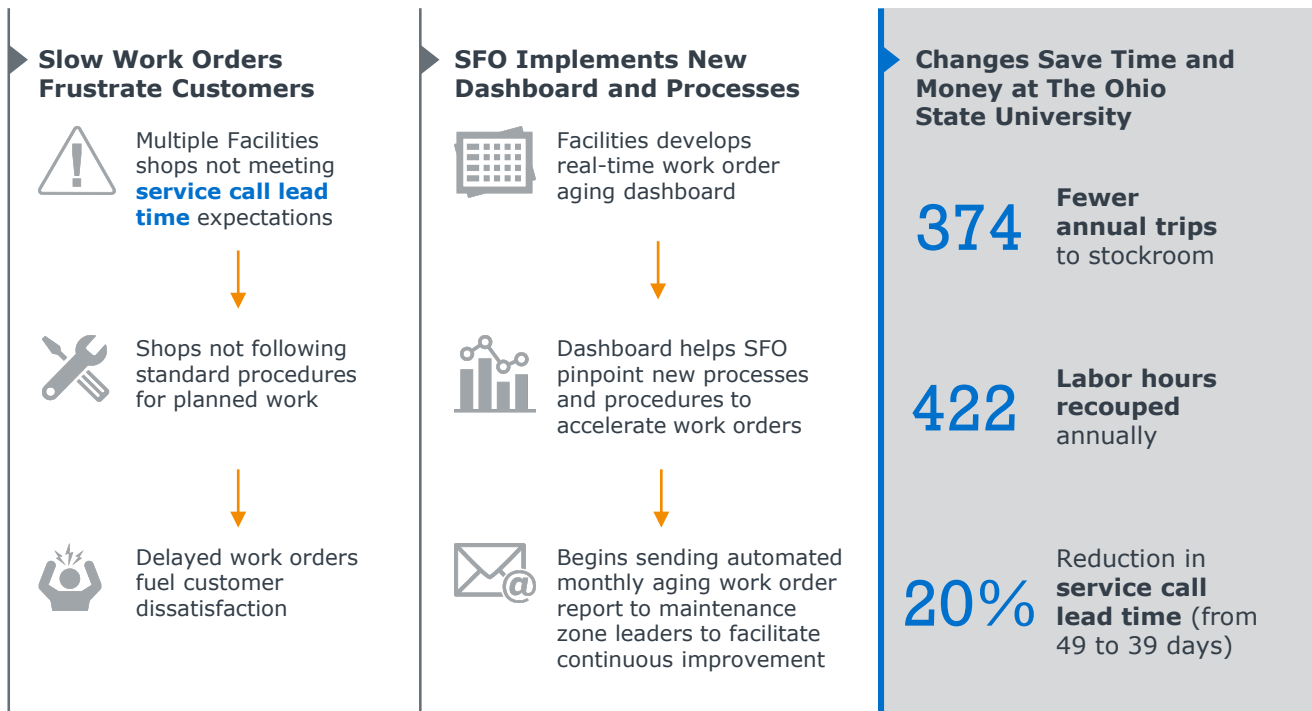 Slow Work Orders
Frustrate Customers
Multiple Facilities
shops not meeting
service call lead
time expectations
Shops not following
standard procedures
for planned work
Delayed work orders
fuel customer
dissatisfaction
SFO Implements New
Dashboard and Processes
Facilities develops
real-time work order
aging dashboard
Dashboard helps SFO
pinpoint new processes
and procedures to
accelerate work orders
Begins sending automated
monthly aging work order
report to maintenance
zone leaders to facilitate
continuous improvement
Changes Save Time and
Money at The Ohio
State University
374
Fewer
annual trips
to stockroom
422
Labor hours
recouped
annually
20%
Reduction in
service call
lead time (from
49 to 39 days)